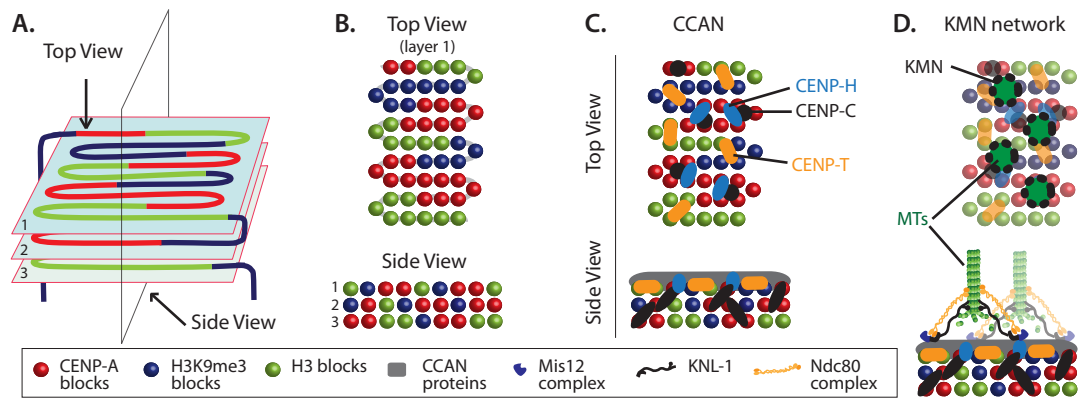 A.
Top View
1
2
3
Side View
B.
Top View
(layer 1)
Side View
1
2
3
C.
CCAN
Top View
CENP-H
CENP-C
CENP-T
Side View
D.
KMN network
KMN
MTs
CENP-A
blocks
H3K9me3
blocks
H3 blocks
CCAN
proteins
Mis12
complex
KNL-1
Ndc80
complex